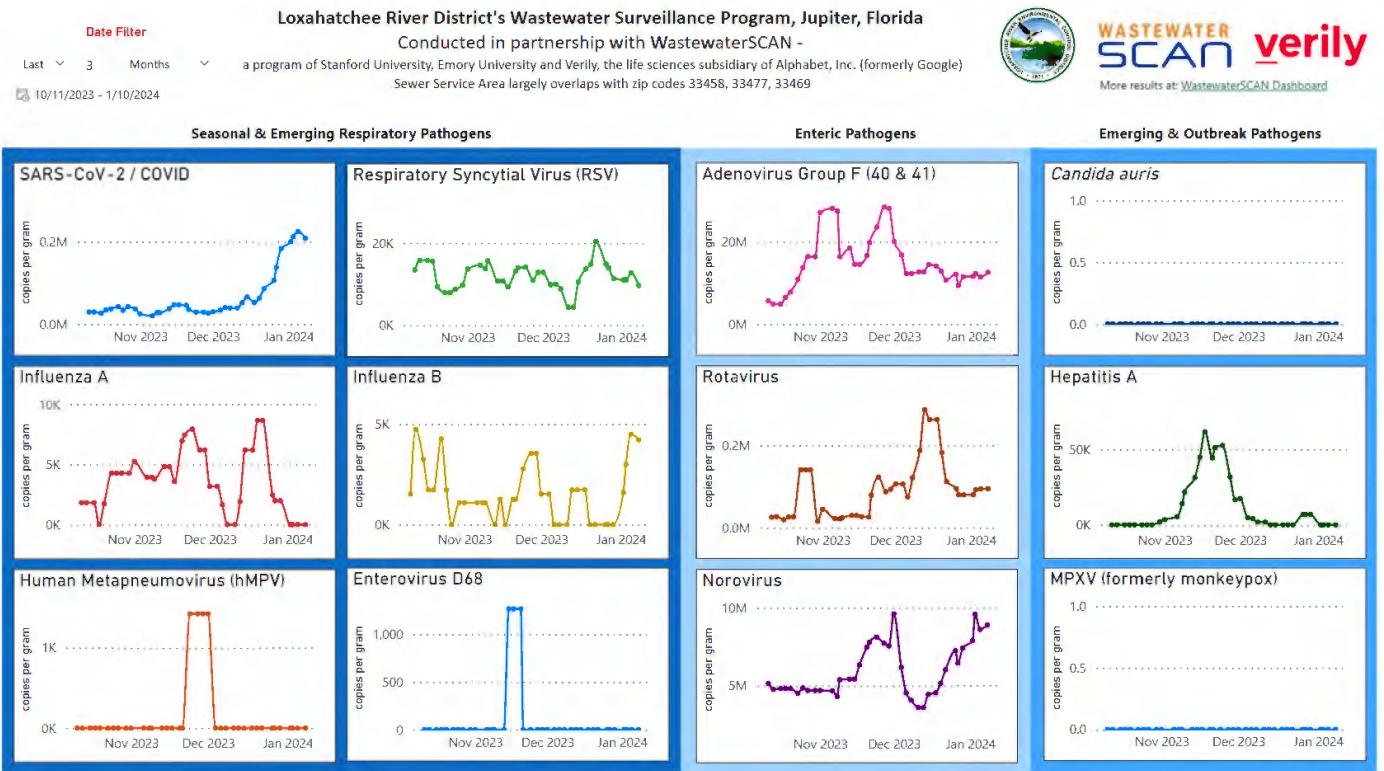 Date Filter
Last 3 Months
10/11/2023 - 1/10/2024
Loxahatchee River District's Wastewater Surveillance Program, Jupiter, Florida
Conducted in partnership with WastewaterSCAN -
a program of Stanford University, Emory University and Verily, the life sciences subsidiary of Alphabet, Inc. (formerly Google)
Sewer Service Area largely overlaps with zip codes 33458, 33477, 33469
LOXAHATCHEE RIVER ENVIRONMENTAL CONTROL DISTRICT
1971
WASTEWATER
SCAN
verily
More results at: WastewaterSCAN Dashboard
Seasonal & Emerging Respiratory Pathogens
Enteric Pathogens
Emerging & Outbreak Pathogens
SARS-CoV-2 / COVID
copies per gram
0.2M
0.0M
Nov 2023 Dec 2023 Jan 2024
Respiratory Syncytial Virus (RSV)
copies per gram
20K
0K
Nov 2023 Dec 2023 Jan 2024
Adenovirus Group F (40 & 41)
copies per gram
20M
0M
Nov 2023 Dec 2023 Jan 2024
Candida auris
copies per gram
1.0
0.5
0.0
Nov 2023 Dec 2023 Jan 2024
Influenza A
copies per gram
10K
5K
0K
Nov 2023 Dec 2023 Jan 2024
Influenza B
copies per gram
5K
0K
Nov 2023 Dec 2023 Jan 2024
Rotavirus
copies per gram
0.2M
0.0M
Nov 2023 Dec 2023 Jan 2024
Hepatitis A
copies per gram
50K
0K
Nov 2023 Dec 2023 Jan 2024
Human Metapneumovirus (hMPV)
copies per gram
1K
0K
Nov 2023 Dec 2023 Jan 2024
Enterovirus D68
copies per gram
1,000
500
0
Nov 2023 Dec 2023 Jan 2024
Norovirus
copies per gram
10M
5M
Nov 2023 Dec 2023 Jan 2024
MPXV (formerly monkeypox)
copies per gram
1.0
0.5
0.0
Nov 2023 Dec 2023 Jan 2024